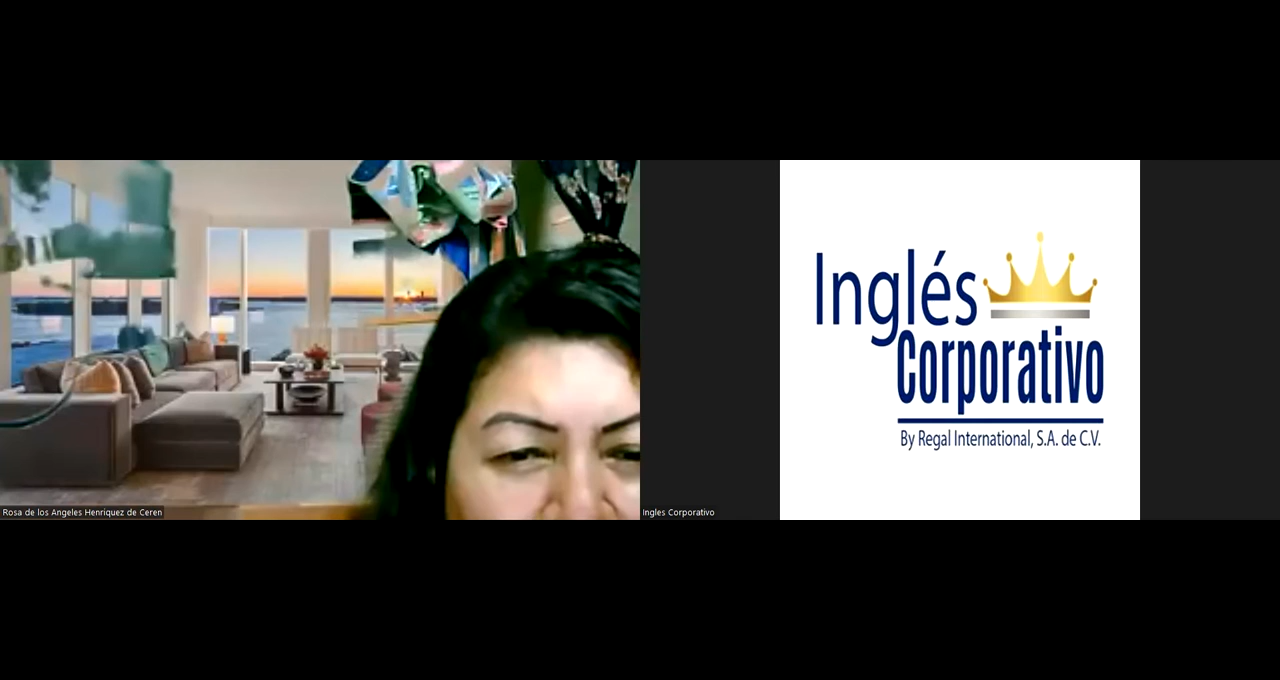 Inglés
Corporativo
By Regal International, S.A. de C.V.
Rosa de los Angeles Henriquez de Ceren
Ingles Corporativo